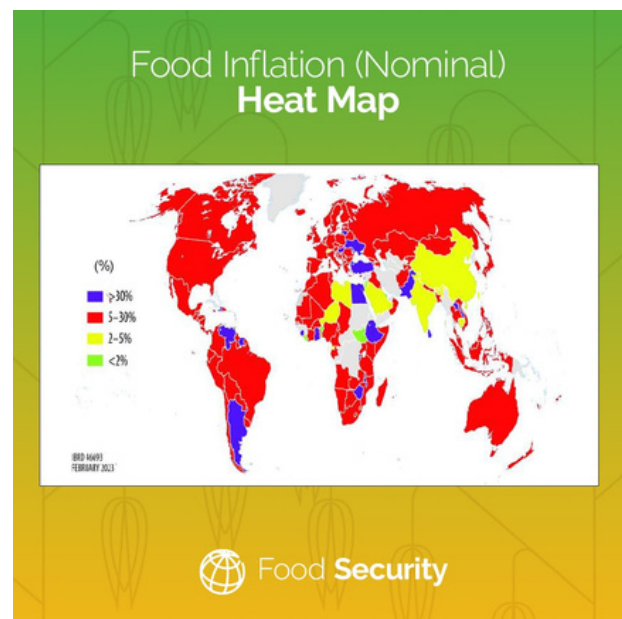 Food Inflation (Nominal)
Heat Map
(%)
>30%
5–30%
2–5%
<2%
IBRD 46693
FEBRUARY 2023
Food Security